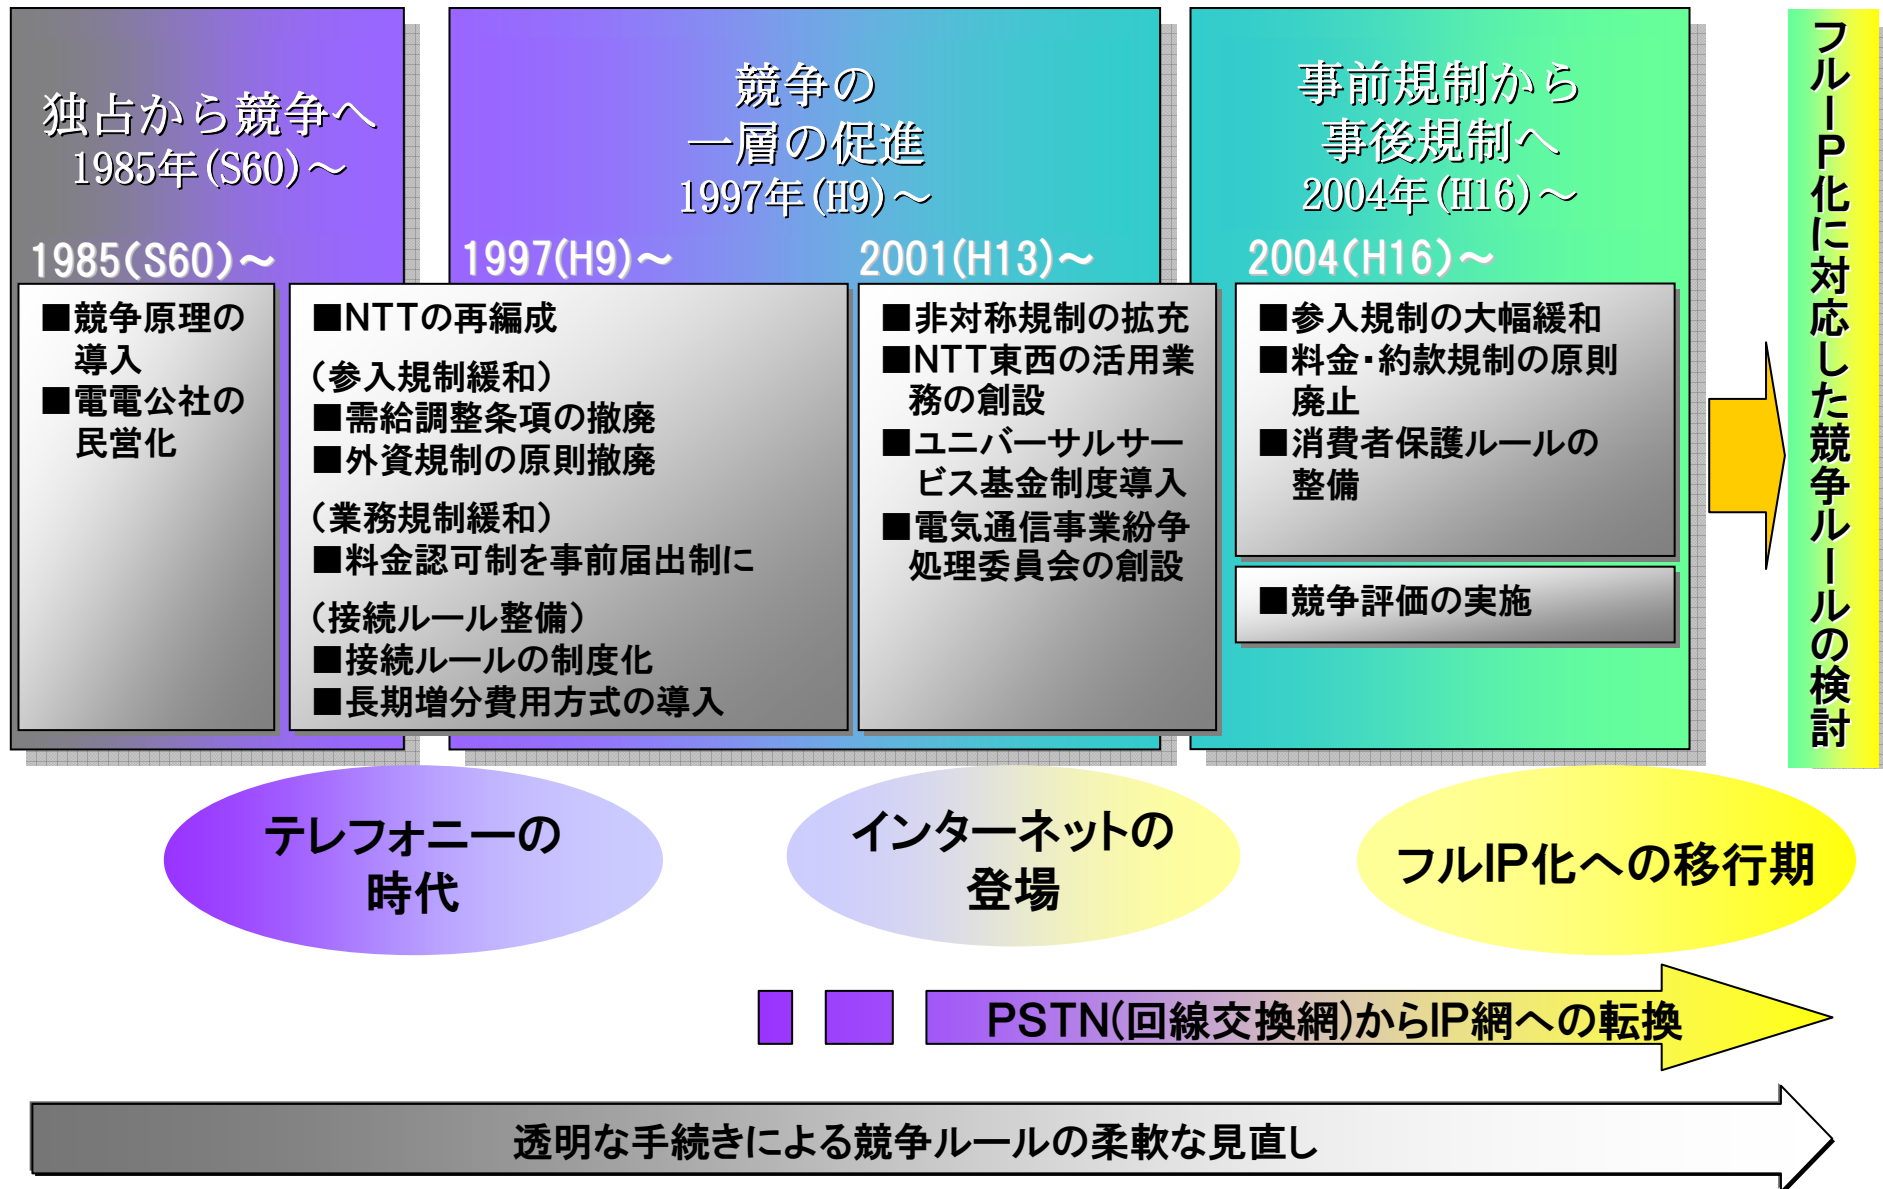 独占から競争へ
1985年(S60)～
競争の
一層の促進
1997年(H9)～
事前規制から
事後規制へ
2004年(H16)～
1985(S60)～
■競争原理の
導入
■電電公社の
民営化
1997(H9)～
■NTTの再編成
(参入規制緩和)
■需給調整条項の撤廃
■外資規制の原則撤廃
(業務規制緩和)
■料金認可制を事前届出制に
(接続ルール整備)
■接続ルールの制度化
■長期増分費用方式の導入
2001(H13)～
■非対称規制の拡充
■NTT東西の活用業
務の創設
■ユニバーサルサー
ビス基金制度導入
■電気通信事業紛争
処理委員会の創設
2004(H16)～
■参入規制の大幅緩和
■料金・約款規制の原則
廃止
■消費者保護ルールの
整備
■競争評価の実施
フルIP化に対応した競争ルールの検討
テレフォニーの
時代
インターネットの
登場
フルIP化への移行期
PSTN(回線交換網)からIP網への転換
透明な手続きによる競争ルールの柔軟な見直し